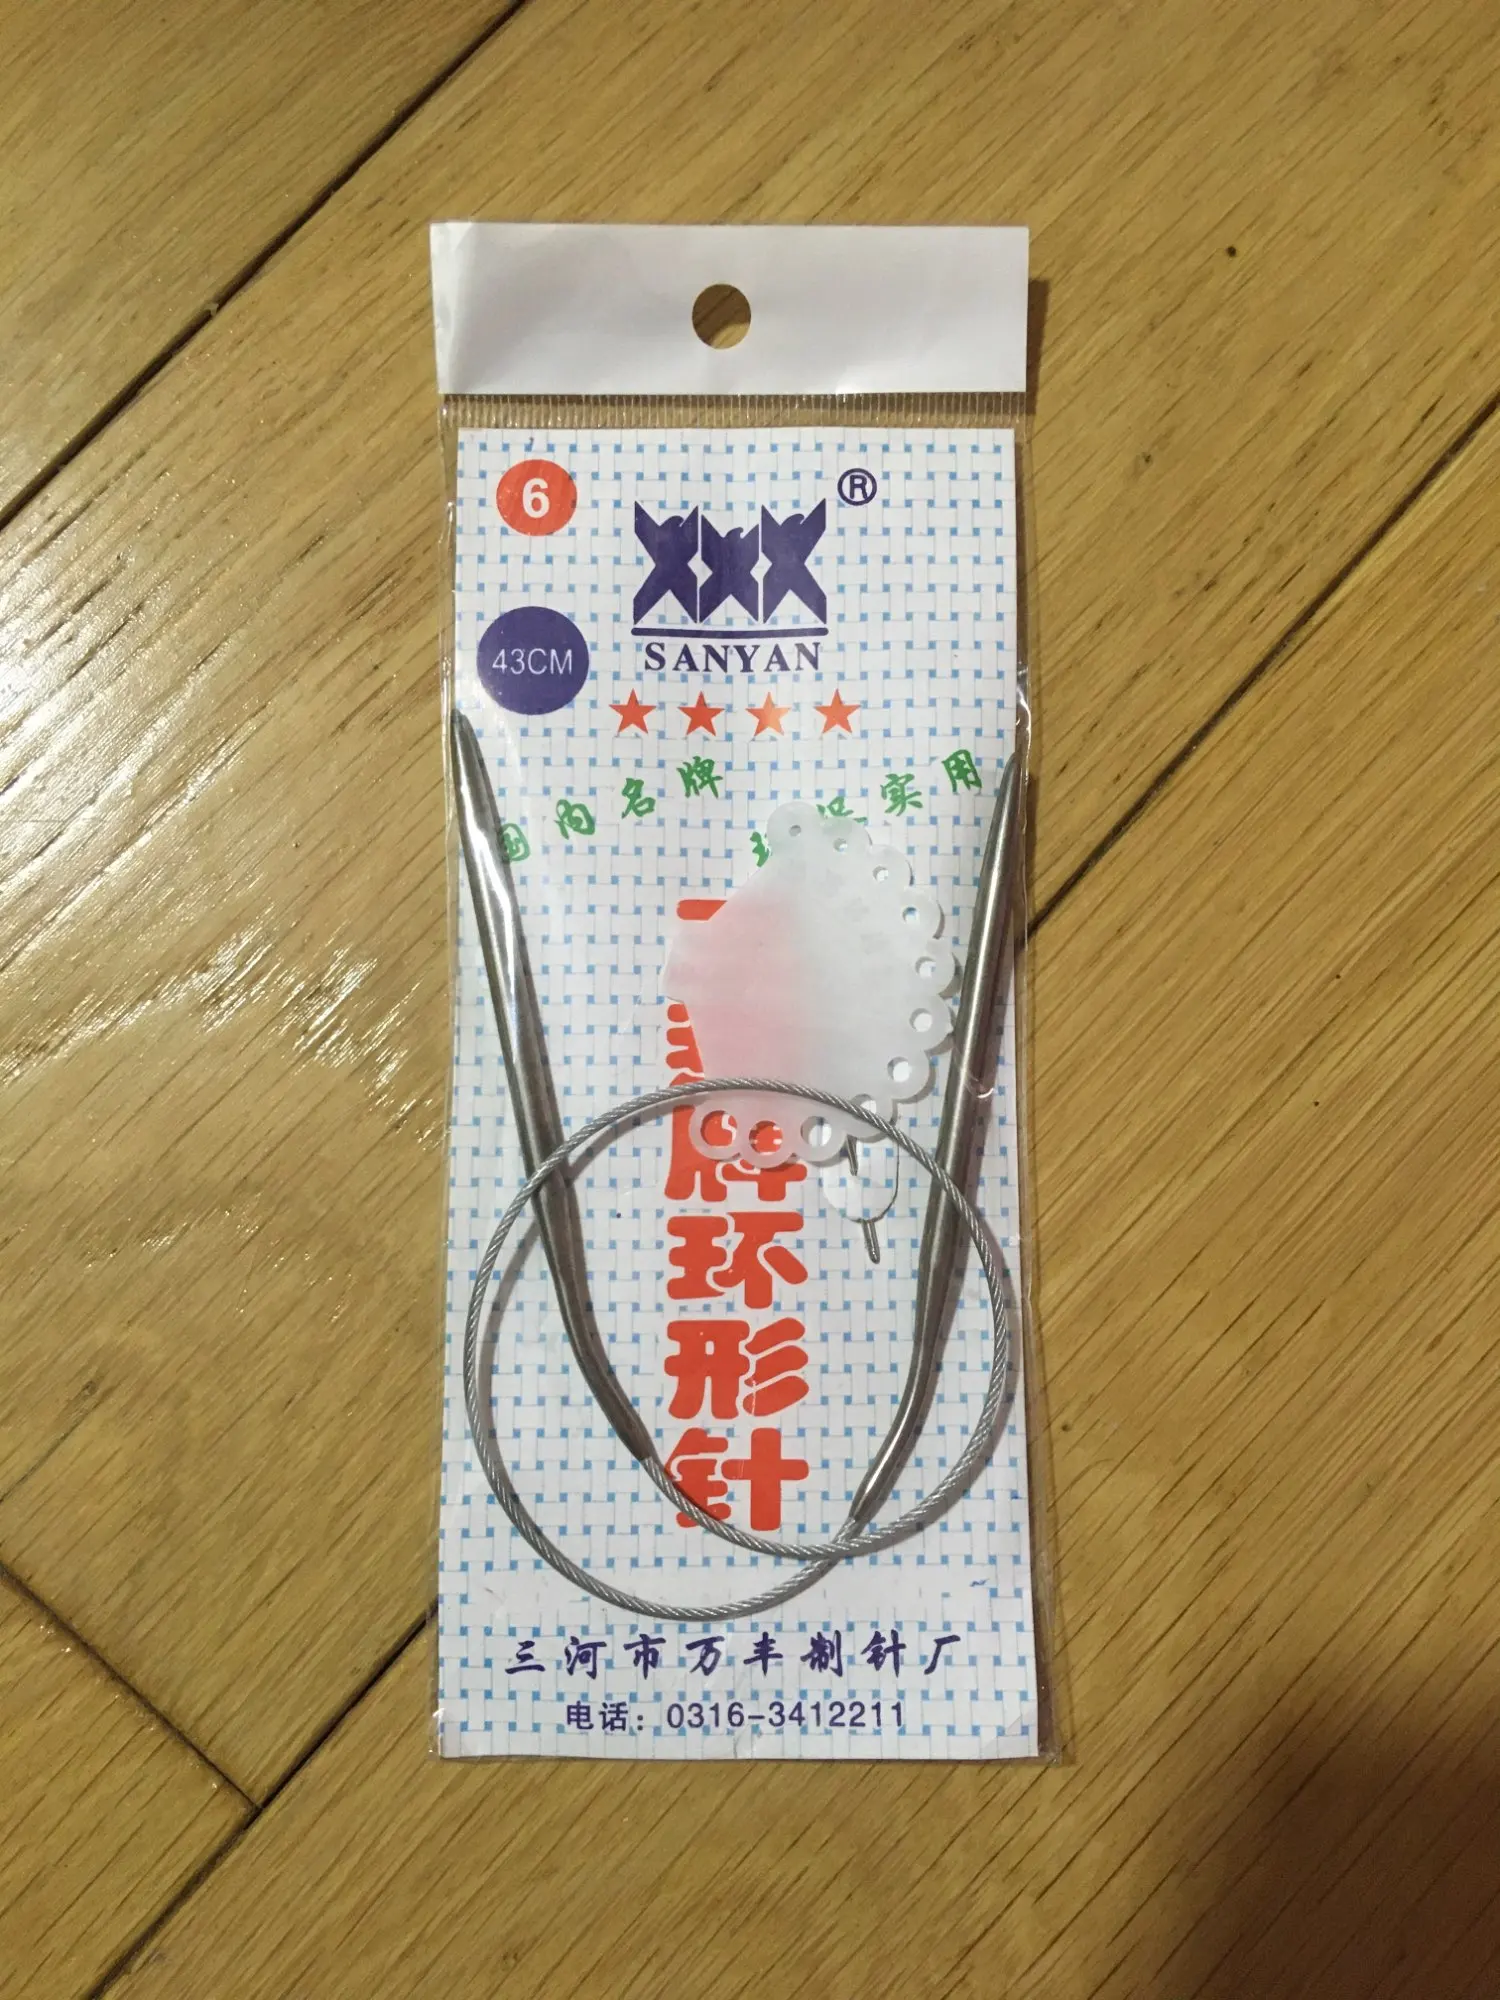 6
®
43CM
SANYAN
国内名牌
实用
牌环形针
三河市万丰制针厂
电话：0316-3412211